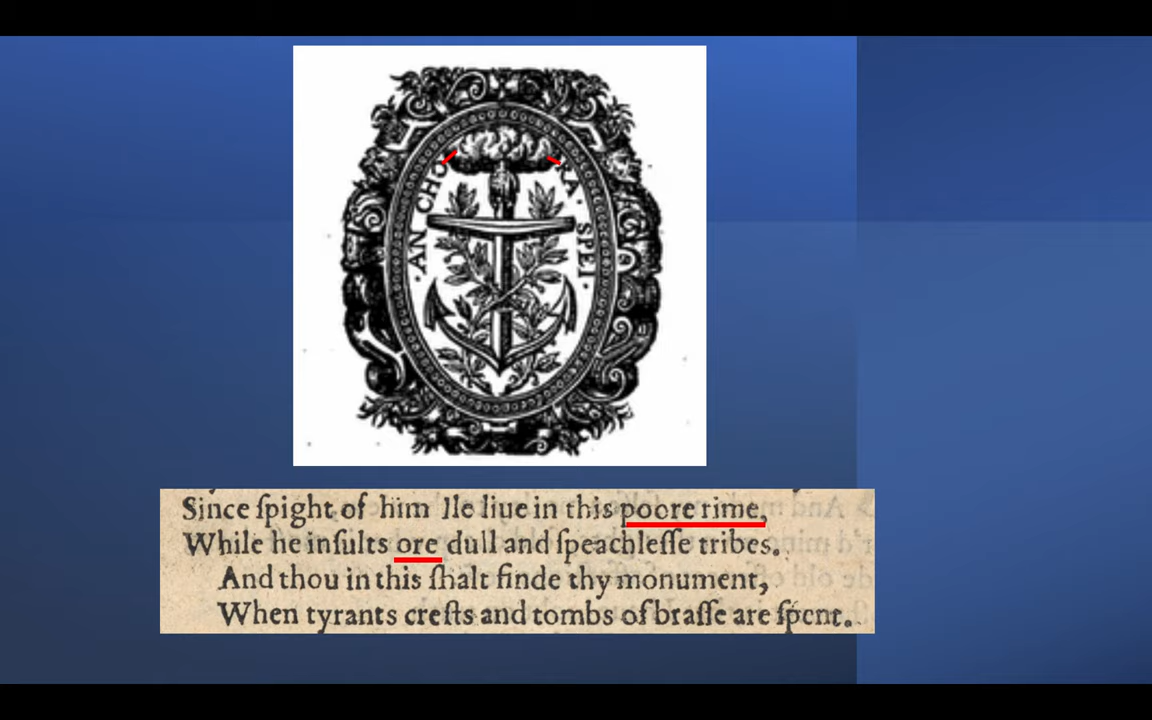 ·AN CHO RA· SPEI·
Since ſpight of him Ile liue in this poore rime,
While he inſults ore dull and ſpeachleſſe tribes.
And thou in this ſhalt finde thy monument,
When tyrants creſts and tombs of braſſe are ſpent.